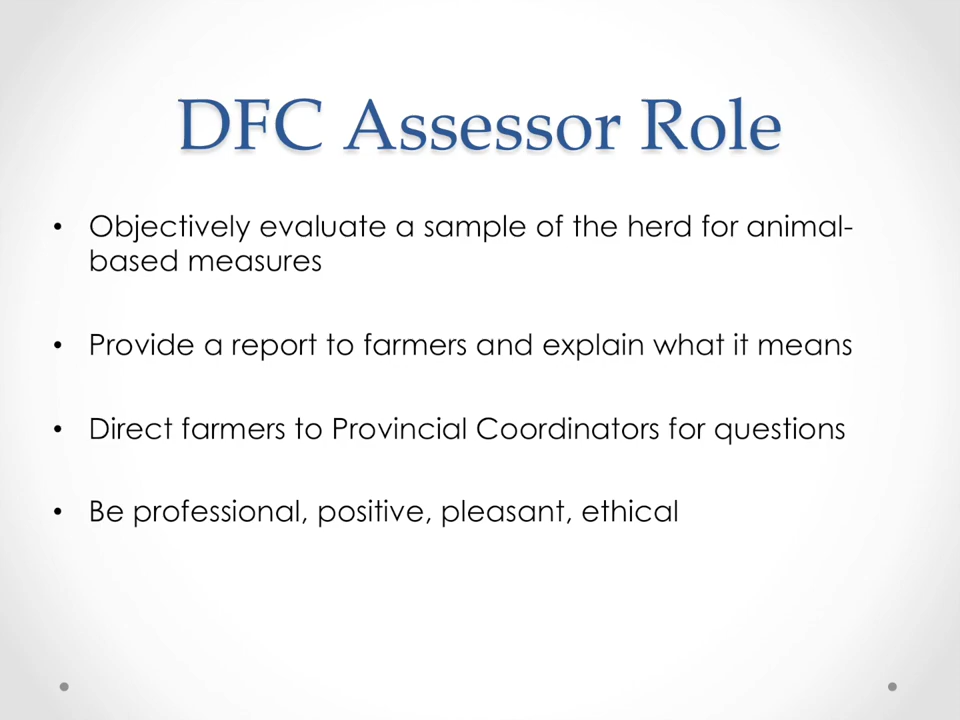 DFC Assessor Role
• Objectively evaluate a sample of the herd for animal-
based measures
• Provide a report to farmers and explain what it means
• Direct farmers to Provincial Coordinators for questions
• Be professional, positive, pleasant, ethical